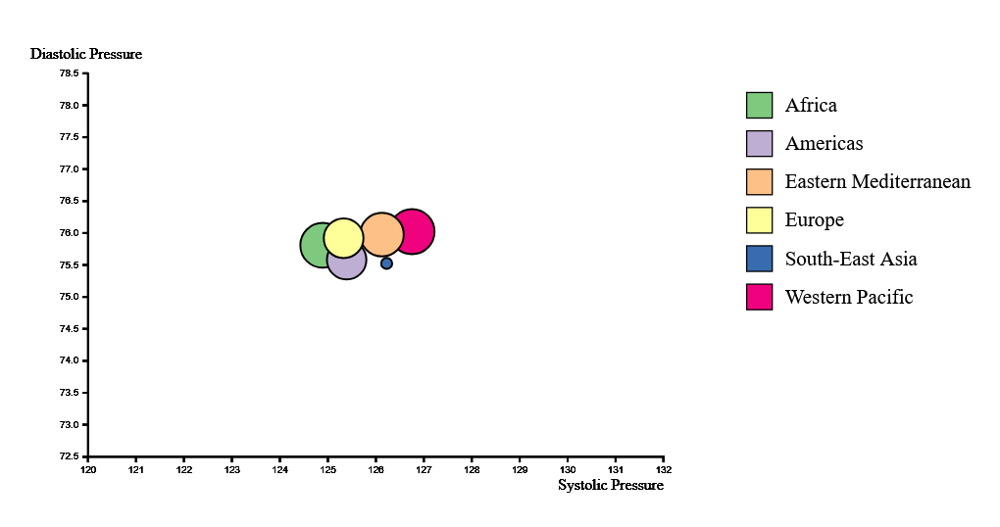 Diastolic Pressure
78.5
78.0
77.5
77.0
76.5
76.0
75.5
75.0
74.5
74.0
73.5
73.0
72.5
120 121 122 123 124 125 126 127 128 129 130 131 132
Systolic Pressure
Africa
Americas
Eastern Mediterranean
Europe
South-East Asia
Western Pacific